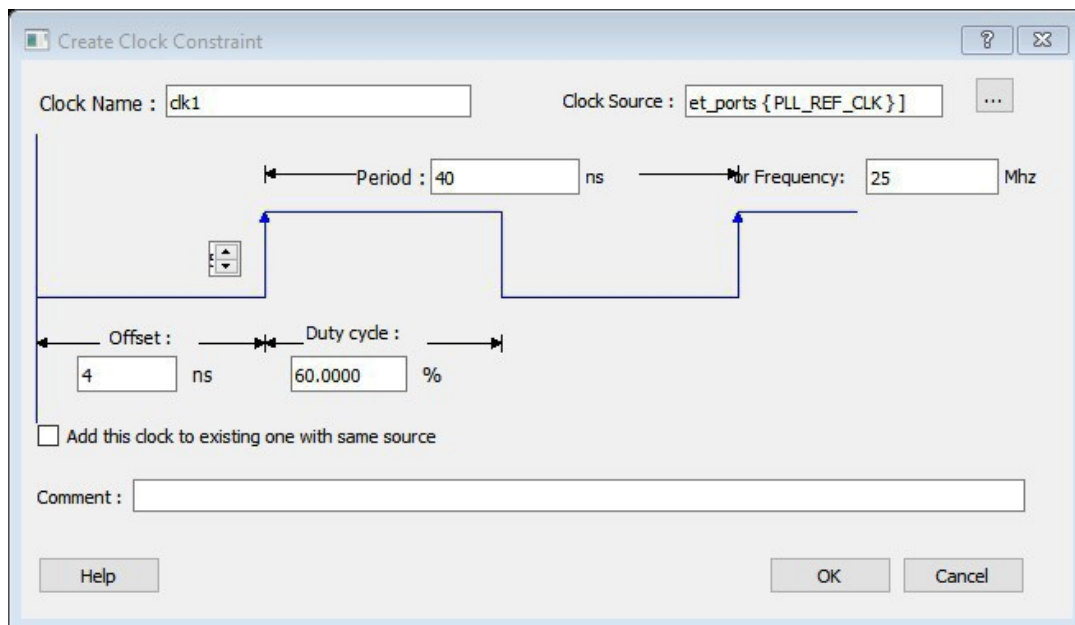 Create Clock Constraint
Clock Name : clk1 Clock Source : et_ports { PLL_REF_CLK } ] ...
Period : 40 ns or Frequency: 25 Mhz
Offset : Duty cycle :
4 ns 60.0000 %
Add this clock to existing one with same source
Comment :
Help OK Cancel